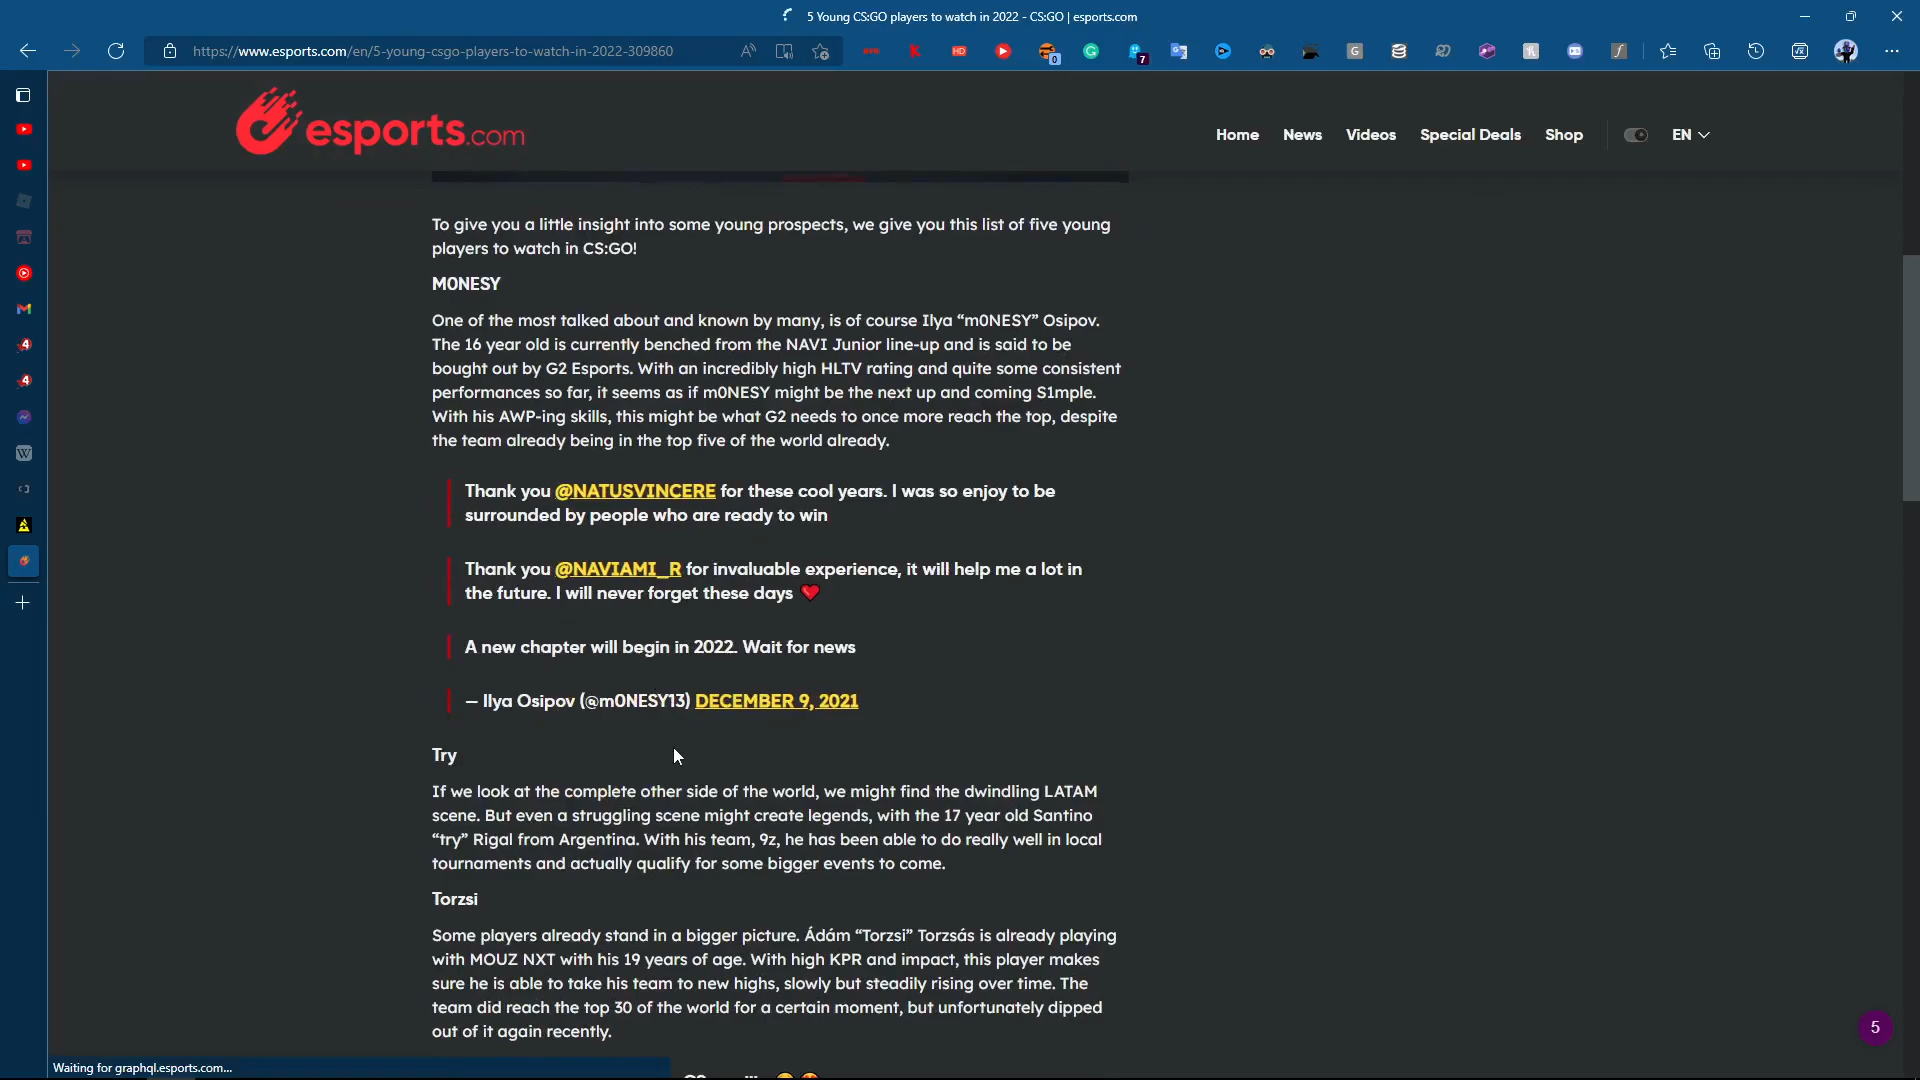 5 Young CS:GO players to watch in 2022 - CS:GO | esports.com
https://www.esports.com/en/5-young-csgo-players-to-watch-in-2022-309860
esports.com
Home News Videos Special Deals Shop EN
To give you a little insight into some young prospects, we give you this list of five young
players to watch in CS:GO!
M0NESY
One of the most talked about and known by many, is of course Ilya “m0NESY” Osipov.
The 16 year old is currently benched from the NAVI Junior line-up and is said to be
bought out by G2 Esports. With an incredibly high HLTV rating and quite some consistent
performances so far, it seems as if m0NESY might be the next up and coming S1mple.
With his AWP-ing skills, this might be what G2 needs to once more reach the top, despite
the team already being in the top five of the world already.
Thank you @NATUSVINCERE for these cool years. I was so enjoy to be
surrounded by people who are ready to win
Thank you @NAVIAMI_R for invaluable experience, it will help me a lot in
the future. I will never forget these days ❤️
A new chapter will begin in 2022. Wait for news
— Ilya Osipov (@m0NESY13) DECEMBER 9, 2021
Try
If we look at the complete other side of the world, we might find the dwindling LATAM
scene. But even a struggling scene might create legends, with the 17 year old Santino
“try” Rigal from Argentina. With his team, 9z, he has been able to do really well in local
tournaments and actually qualify for some bigger events to come.
Torzsi
Some players already stand in a bigger picture. Ádám “Torzsi” Torzsás is already playing
with MOUZ NXT with his 19 years of age. With high KPR and impact, this player makes
sure he is able to take his team to new highs, slowly but steadily rising over time. The
team did reach the top 30 of the world for a certain moment, but unfortunately dipped
out of it again recently.
5
Waiting for graphql.esports.com...